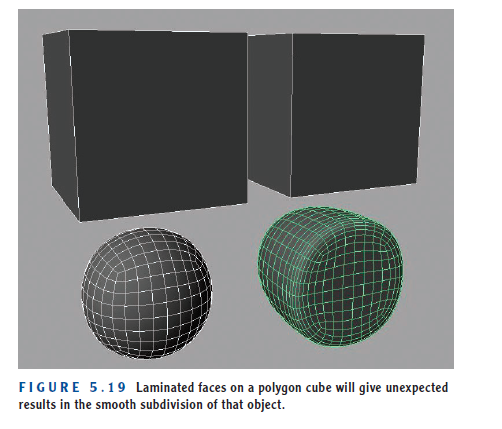 FIGURE 5.19 Laminated faces on a polygon cube will give unexpected
results in the smooth subdivision of that object.